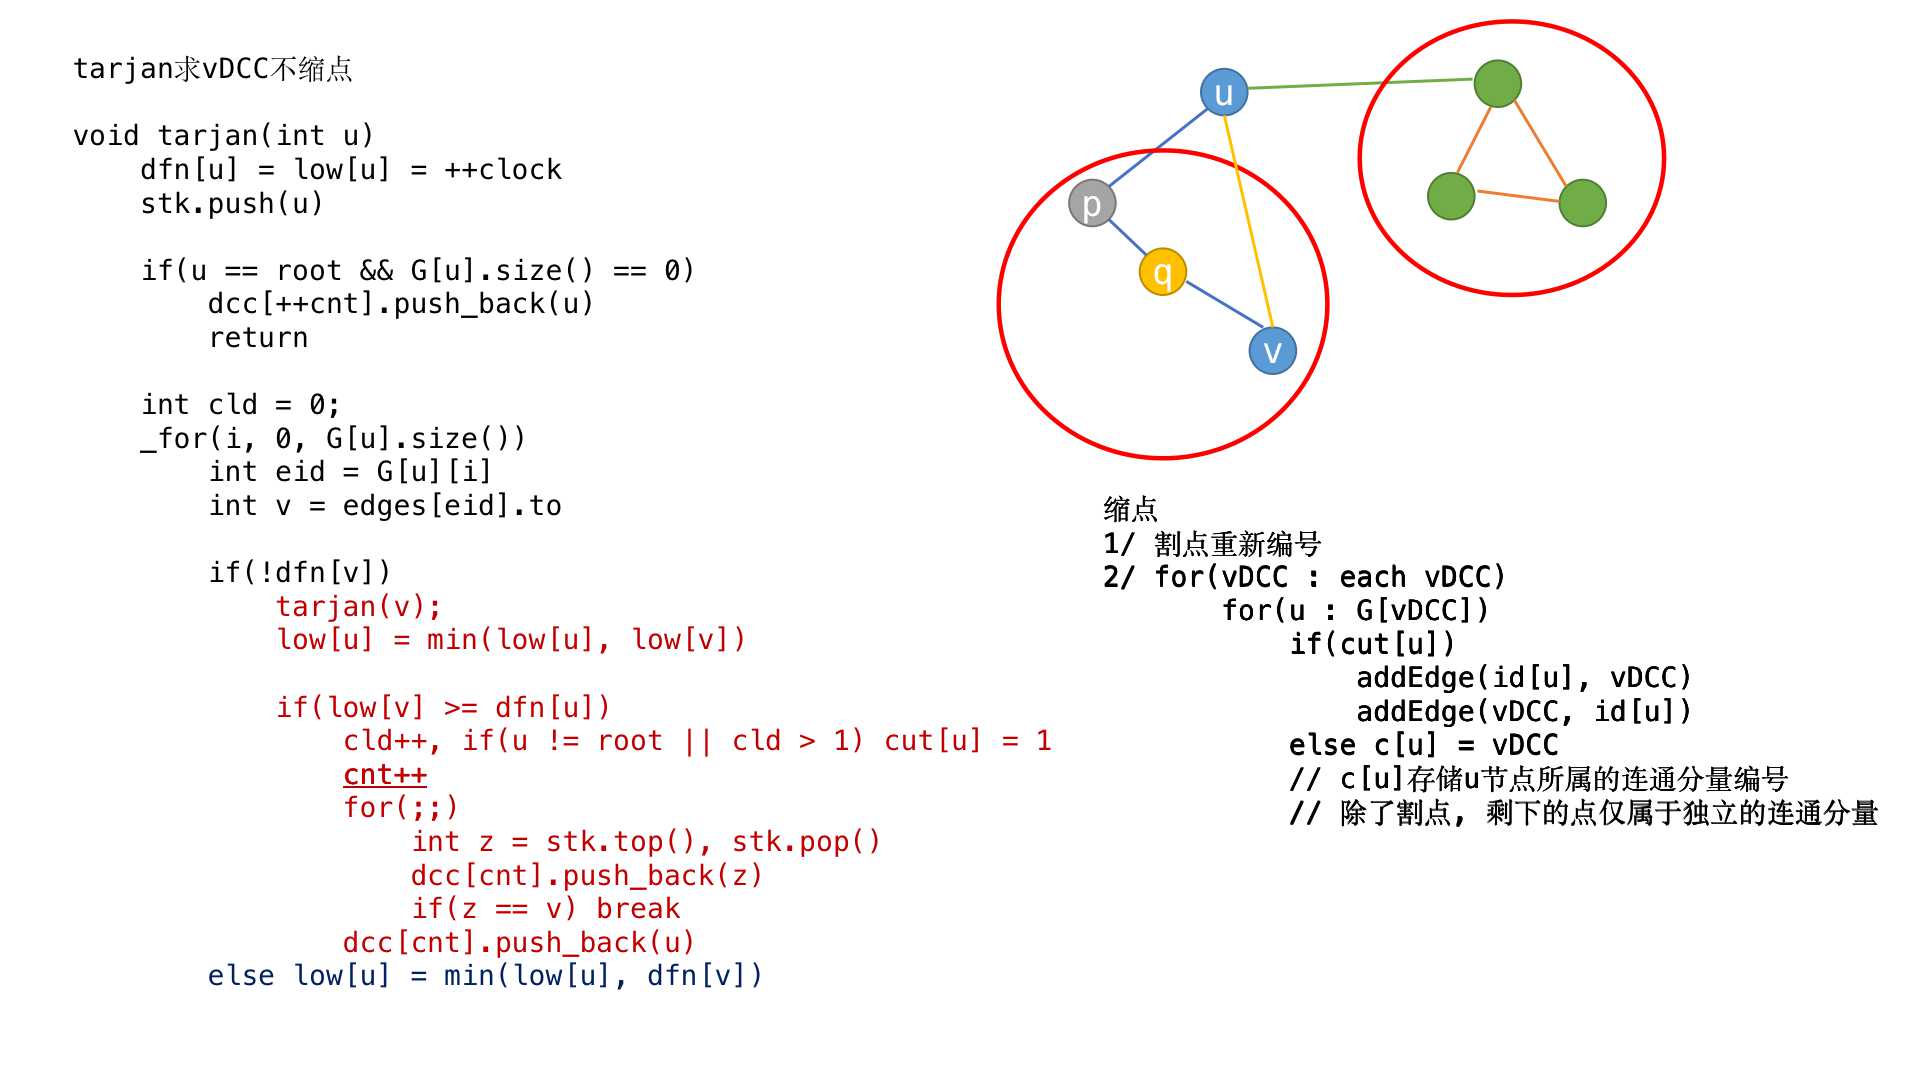 tarjan求vDCC不缩点
void tarjan(int u)
dfn[u] = low[u] = ++clock
stk.push(u)
if(u == root && G[u].size() == 0)
dcc[++cnt].push_back(u)
return
int cld = 0;
_for(i, 0, G[u].size())
int eid = G[u][i]
int v = edges[eid].to
if(!dfn[v])
tarjan(v);
low[u] = min(low[u], low[v])
if(low[v] >= dfn[u])
cld++, if(u != root || cld > 1) cut[u] = 1
cnt++
for(;;)
int z = stk.top(), stk.pop()
dcc[cnt].push_back(z)
if(z == v) break
dcc[cnt].push_back(u)
else low[u] = min(low[u], dfn[v])
u
p
q
v
缩点
1/ 割点重新编号
2/ for(vDCC : each vDCC)
for(u : G[vDCC])
if(cut[u])
addEdge(id[u], vDCC)
addEdge(vDCC, id[u])
else c[u] = vDCC
// c[u]存储u节点所属的连通分量编号
// 除了割点, 剩下的点仅属于独立的连通分量